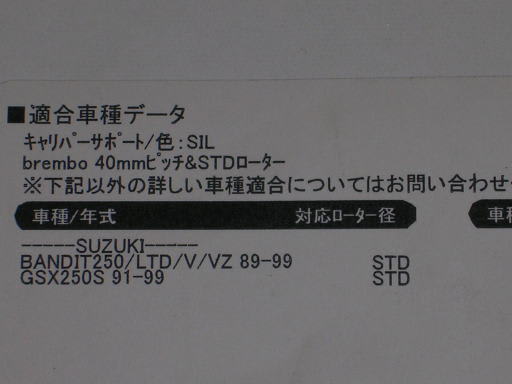 ■適合車種データ
ｷｬﾘﾊﾟｰｻﾎﾟｰﾄ/色:SIL
brembo 40mmﾋﾟｯﾁ&STDﾛｰﾀｰ
※下記以外の詳しい車種適合についてはお問い合わせ
車種/年式 対応ﾛｰﾀｰ径 車種
-----SUZUKI-----
BANDIT250/LTD/V/VZ 89-99 STD
GSX250S 91-99 STD